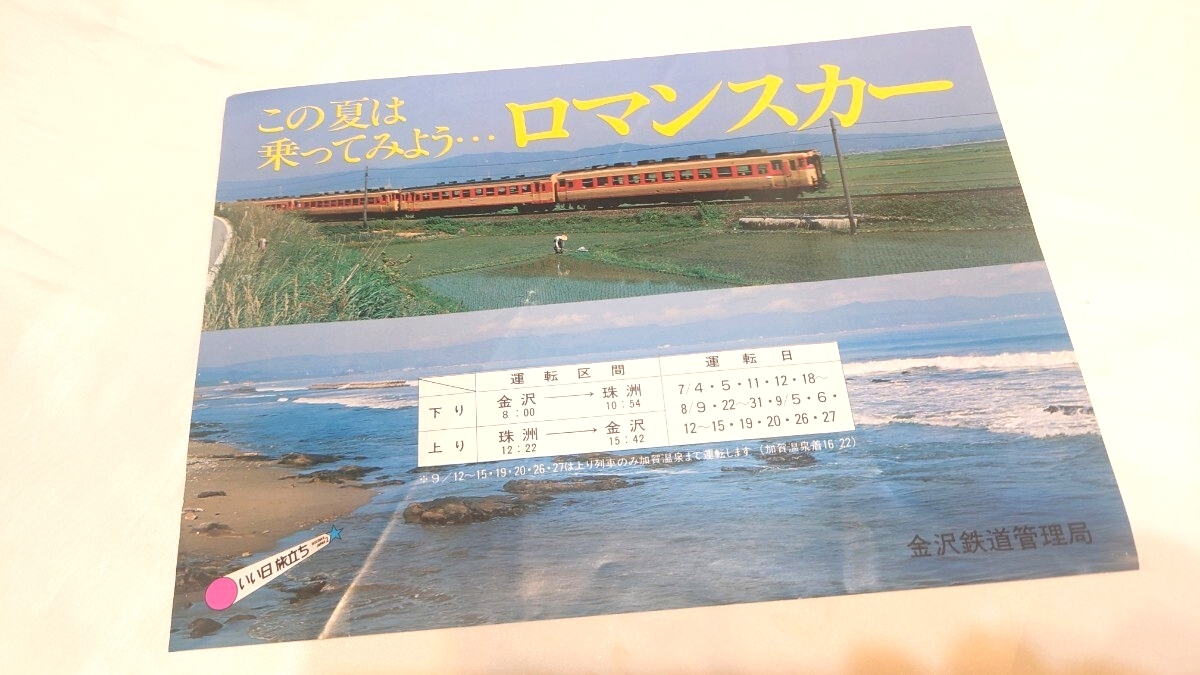 この夏は
乗ってみよう… ロマンスカー
運転区間 運転日
下り 金沢 → 珠洲 7/4・5・11・12・18～
8:00 10:54 8/9・22～31・9/5・6・
上り 珠洲 → 金沢 12～15・19・20・26・27
12:22 15:42
※9/12～15・19・20・26・27は上り列車のみ加賀温泉まで運転します (加賀温泉着16:22)
金沢鉄道管理局
いい日旅立ち